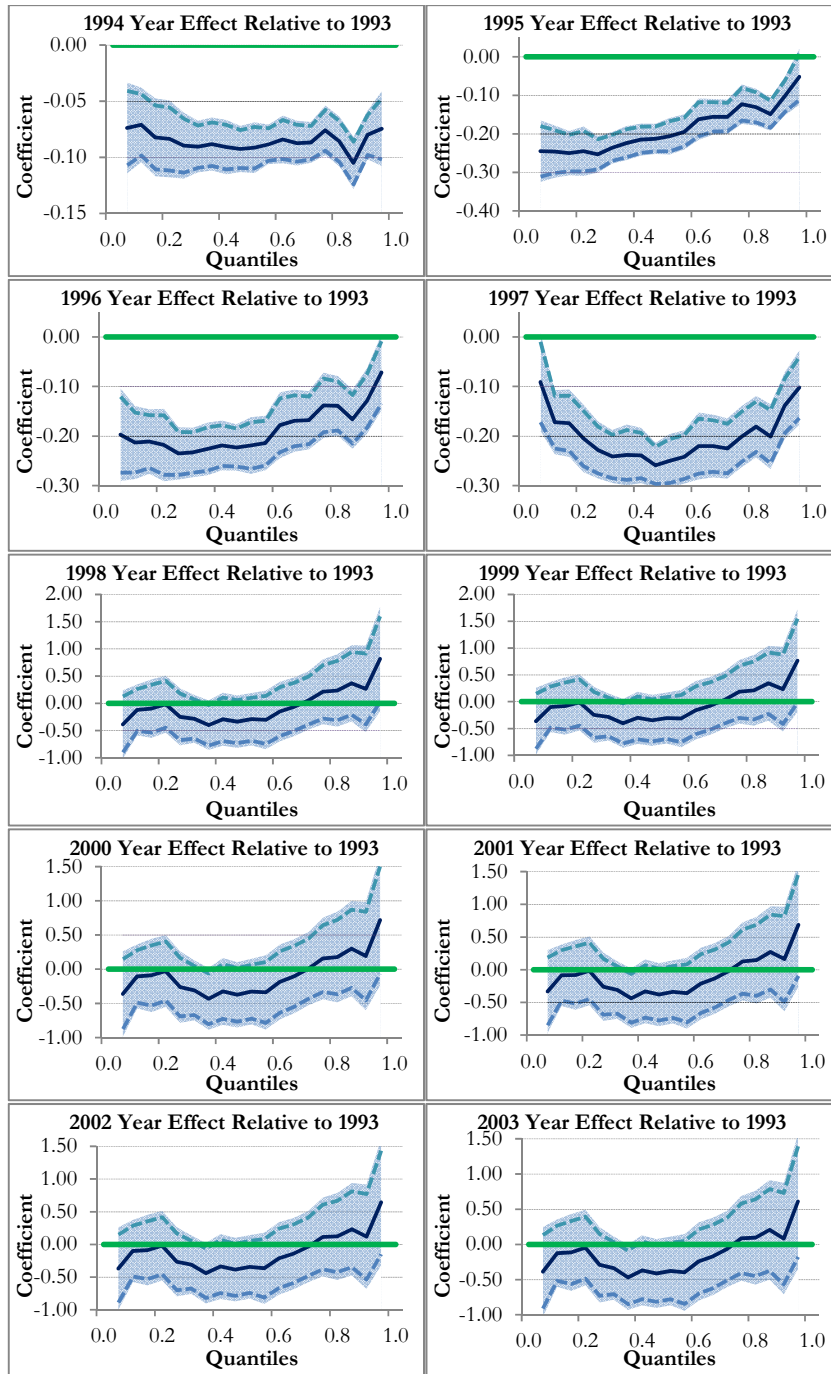 1994 Year Effect Relative to 1993
0.00
-0.05
-0.10
-0.15
Coefficient
0.0 0.2 0.4 0.6 0.8 1.0
Quantiles
1995 Year Effect Relative to 1993
0.00
-0.10
-0.20
-0.30
-0.40
Coefficient
0.0 0.2 0.4 0.6 0.8 1.0
Quantiles
1996 Year Effect Relative to 1993
0.00
-0.10
-0.20
-0.30
Coefficient
0.0 0.2 0.4 0.6 0.8 1.0
Quantiles
1997 Year Effect Relative to 1993
0.00
-0.10
-0.20
-0.30
Coefficient
0.0 0.2 0.4 0.6 0.8 1.0
Quantiles
1998 Year Effect Relative to 1993
2.00
1.50
1.00
0.50
0.00
-0.50
-1.00
Coefficient
0.0 0.2 0.4 0.6 0.8 1.0
Quantiles
1999 Year Effect Relative to 1993
2.00
1.50
1.00
0.50
0.00
-0.50
-1.00
Coefficient
0.0 0.2 0.4 0.6 0.8 1.0
Quantiles
2000 Year Effect Relative to 1993
1.50
1.00
0.50
0.00
-0.50
-1.00
Coefficient
0.0 0.2 0.4 0.6 0.8 1.0
Quantiles
2001 Year Effect Relative to 1993
1.50
1.00
0.50
0.00
-0.50
-1.00
Coefficient
0.0 0.2 0.4 0.6 0.8 1.0
Quantiles
2002 Year Effect Relative to 1993
1.50
1.00
0.50
0.00
-0.50
-1.00
Coefficient
0.0 0.2 0.4 0.6 0.8 1.0
Quantiles
2003 Year Effect Relative to 1993
1.50
1.00
0.50
0.00
-0.50
-1.00
Coefficient
0.0 0.2 0.4 0.6 0.8 1.0
Quantiles